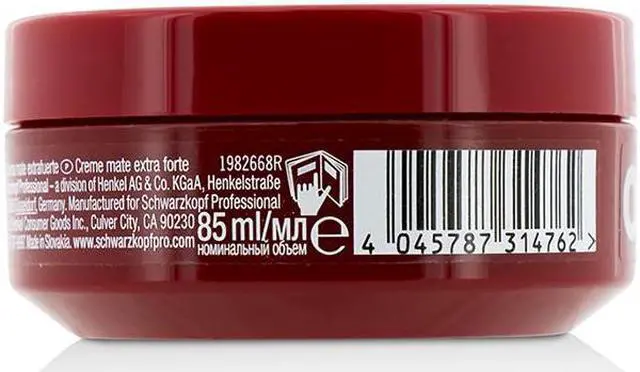 mate extrafuerte Ⓟ Creme mate extra forte
Professional – a division of Henkel AG & Co. KGaA, Henkelstraße
Germany. Manufactured for Schwarzkopf Professional
Consumer Goods Inc., Culver City, CA 90230
Made in Slovakia. www.schwarzkopfpro.com
1982668R
85 ml/мл e
номинальный объем
4 045787 314762 >